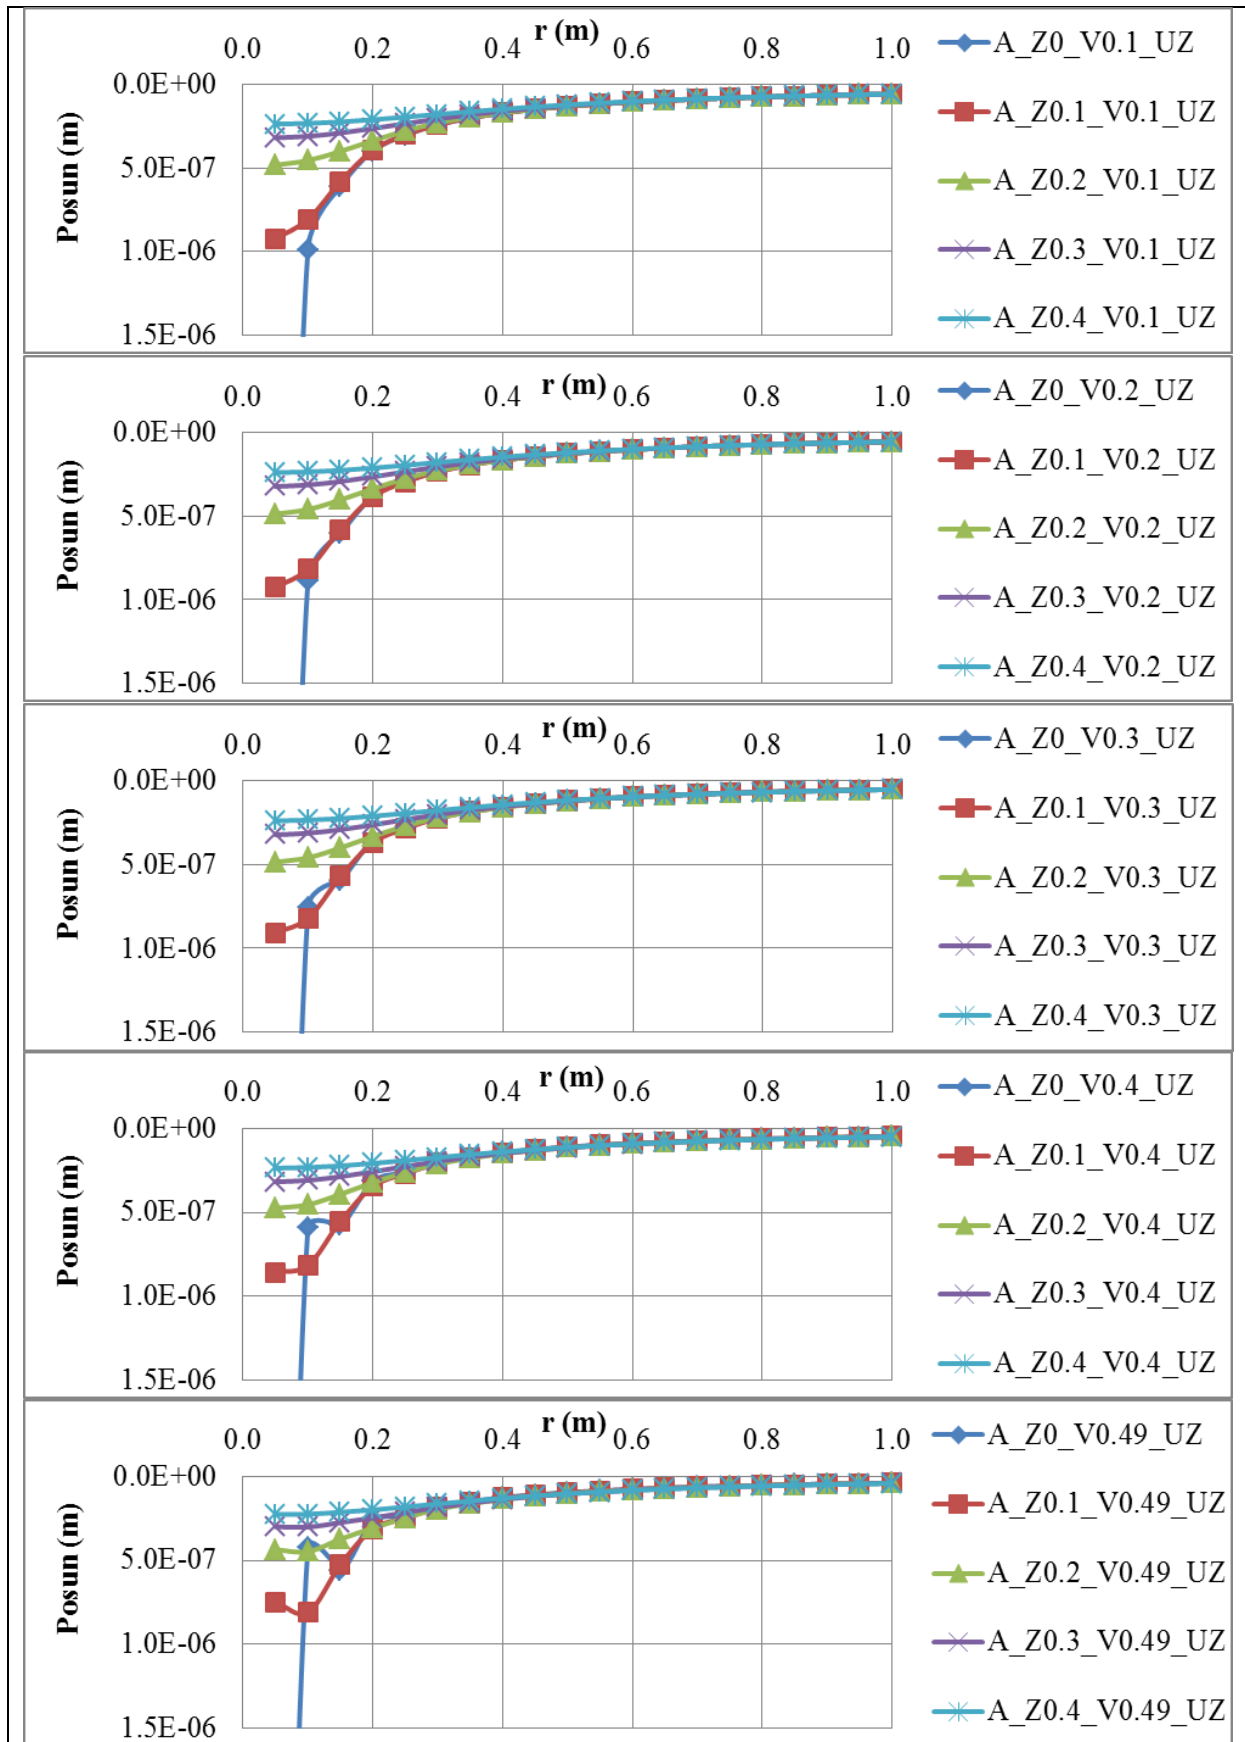 r (m)
0.0 0.2 0.4 0.6 0.8 1.0
0.0E+00
5.0E-07
1.0E-06
1.5E-06
Posun (m)
A_Z0_V0.1_UZ
A_Z0.1_V0.1_UZ
A_Z0.2_V0.1_UZ
A_Z0.3_V0.1_UZ
A_Z0.4_V0.1_UZ
r (m)
0.0 0.2 0.4 0.6 0.8 1.0
0.0E+00
5.0E-07
1.0E-06
1.5E-06
Posun (m)
A_Z0_V0.2_UZ
A_Z0.1_V0.2_UZ
A_Z0.2_V0.2_UZ
A_Z0.3_V0.2_UZ
A_Z0.4_V0.2_UZ
r (m)
0.0 0.2 0.4 0.6 0.8 1.0
0.0E+00
5.0E-07
1.0E-06
1.5E-06
Posun (m)
A_Z0_V0.3_UZ
A_Z0.1_V0.3_UZ
A_Z0.2_V0.3_UZ
A_Z0.3_V0.3_UZ
A_Z0.4_V0.3_UZ
r (m)
0.0 0.2 0.4 0.6 0.8 1.0
0.0E+00
5.0E-07
1.0E-06
1.5E-06
Posun (m)
A_Z0_V0.4_UZ
A_Z0.1_V0.4_UZ
A_Z0.2_V0.4_UZ
A_Z0.3_V0.4_UZ
A_Z0.4_V0.4_UZ
r (m)
0.0 0.2 0.4 0.6 0.8 1.0
0.0E+00
5.0E-07
1.0E-06
1.5E-06
Posun (m)
A_Z0_V0.49_UZ
A_Z0.1_V0.49_UZ
A_Z0.2_V0.49_UZ
A_Z0.3_V0.49_UZ
A_Z0.4_V0.49_UZ